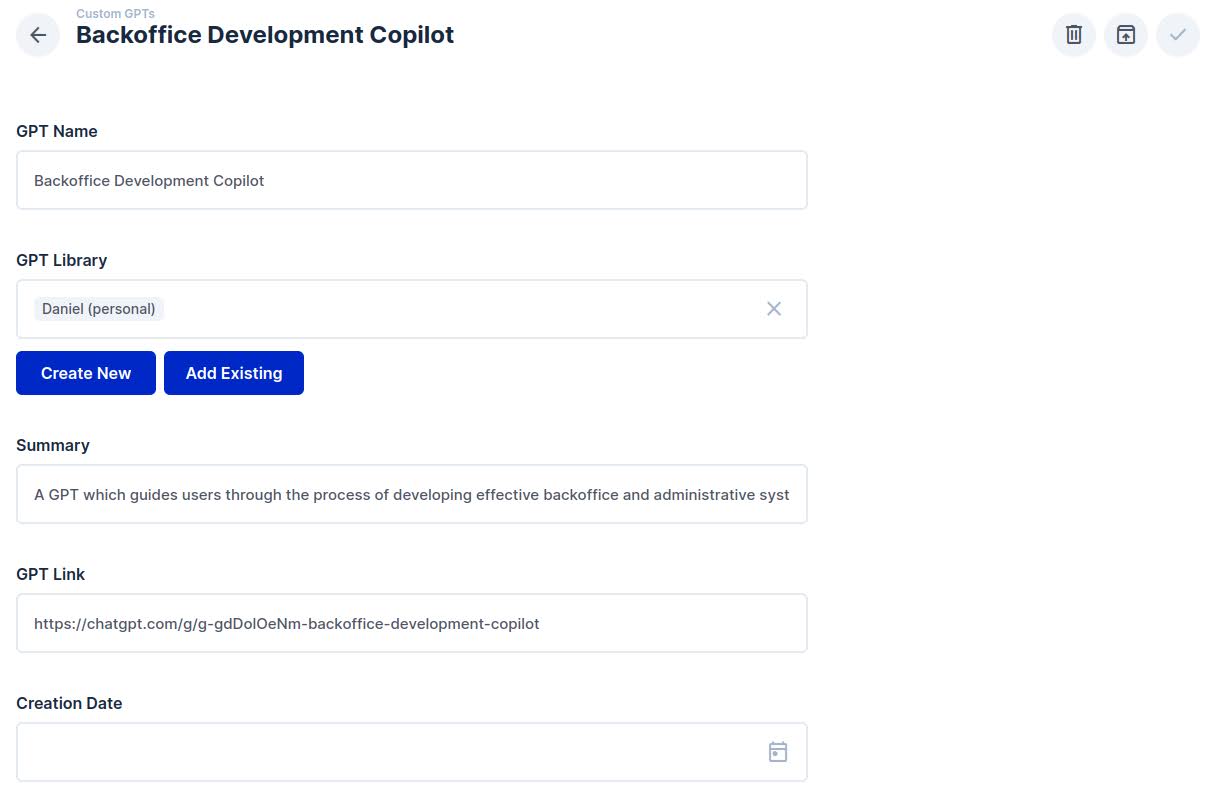 Custom GPTs
Backoffice Development Copilot
GPT Name
Backoffice Development Copilot
GPT Library
Daniel (personal)
Create New
Add Existing
Summary
A GPT which guides users through the process of developing effective backoffice and administrative syst
GPT Link
https://chatgpt.com/g/g-gdDolOeNm-backoffice-development-copilot
Creation Date